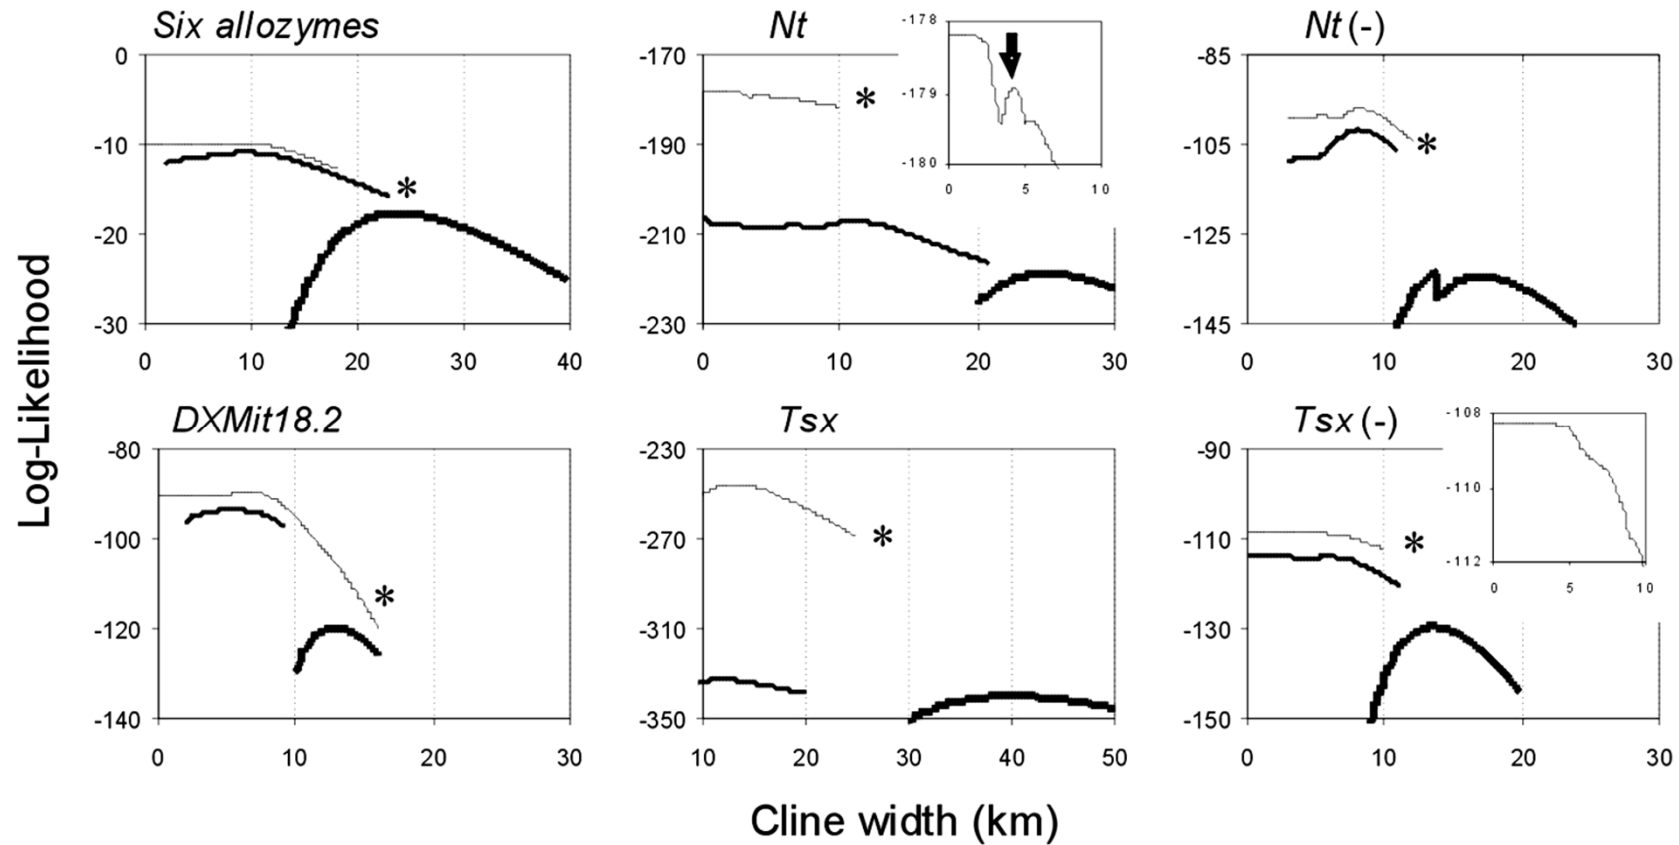 Six allozymes
0
-10
-20
-30
0 10 20 30 40
*
Nt
-170
-190
-210
-230
0 10 20 30
*
-178
-179
-180
0 5 10
Nt (-)
-85
-105
-125
-145
0 10 20 30
*
DXMit18.2
-80
-100
-120
-140
0 10 20 30
*
Tsx
-230
-270
-310
-350
10 20 30 40 50
*
Tsx (-)
-90
-110
-130
-150
0 10 20 30
*
-108
-110
-112
0 5 10
Log-Likelihood
Cline width (km)